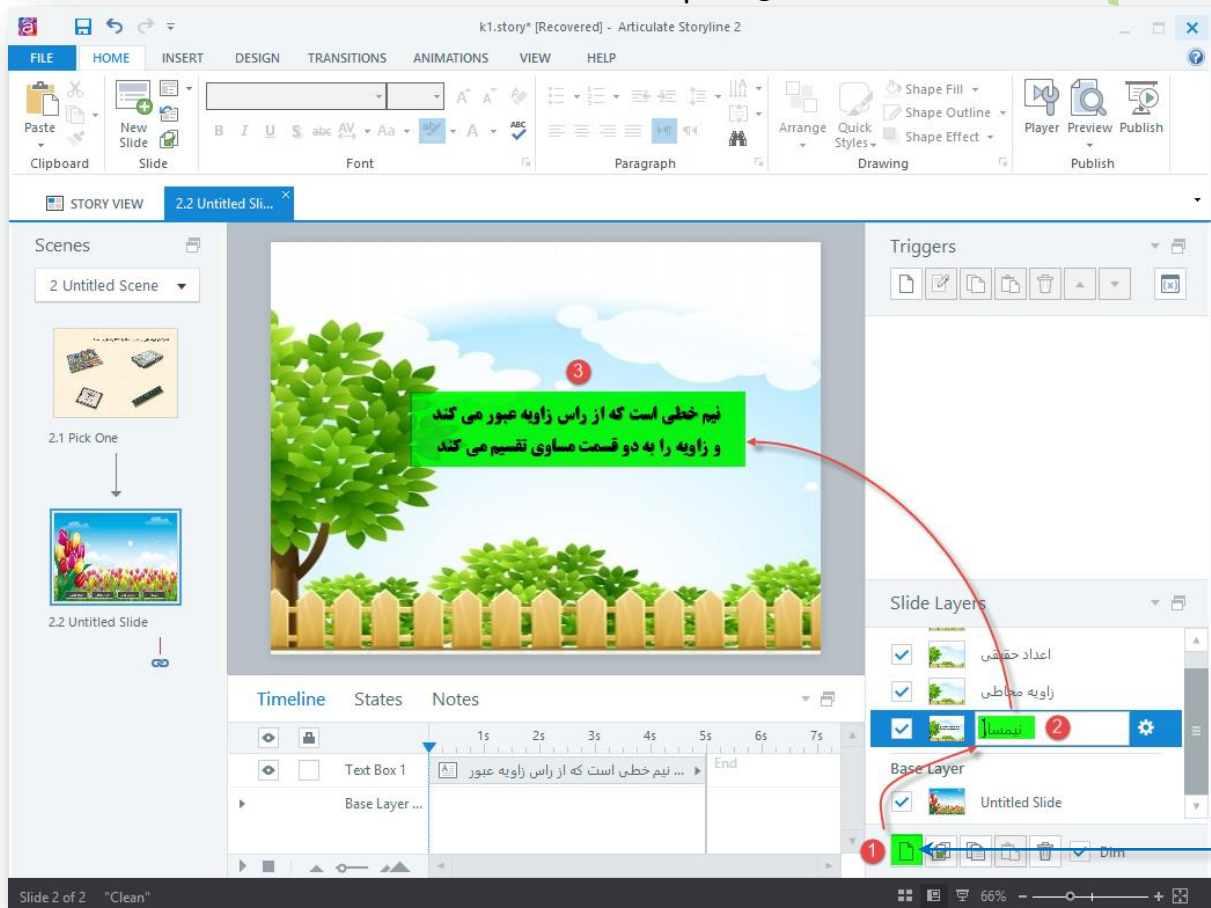 k1.story* [Recovered] - Articulate Storyline 2
FILE HOME INSERT DESIGN TRANSITIONS ANIMATIONS VIEW HELP
Paste
New Slide
B I U S abc AV Aa A ABC
Arrange
Quick Styles
Shape Fill
Shape Outline
Shape Effect
Player Preview Publish
Clipboard Slide Font Paragraph Drawing Publish
STORY VIEW 2.2 Untitled Sli...
Scenes
2 Untitled Scene
2.1 Pick One
2.2 Untitled Slide
3
نیم خطی است که از راس زاویه عبور می کند
و زاویه را به دو قسمت مساوی تقسیم می کند
Triggers
Slide Layers
اعداد حقیقی
زاویه محاطی
نیمساز
2
Base Layer
Untitled Slide
1
Dim
Timeline States Notes
1s 2s 3s 4s 5s 6s 7s
Text Box 1
نیم خطی است که از راس زاویه عبور ...
End
Base Layer ...
Slide 2 of 2 "Clean" 66%